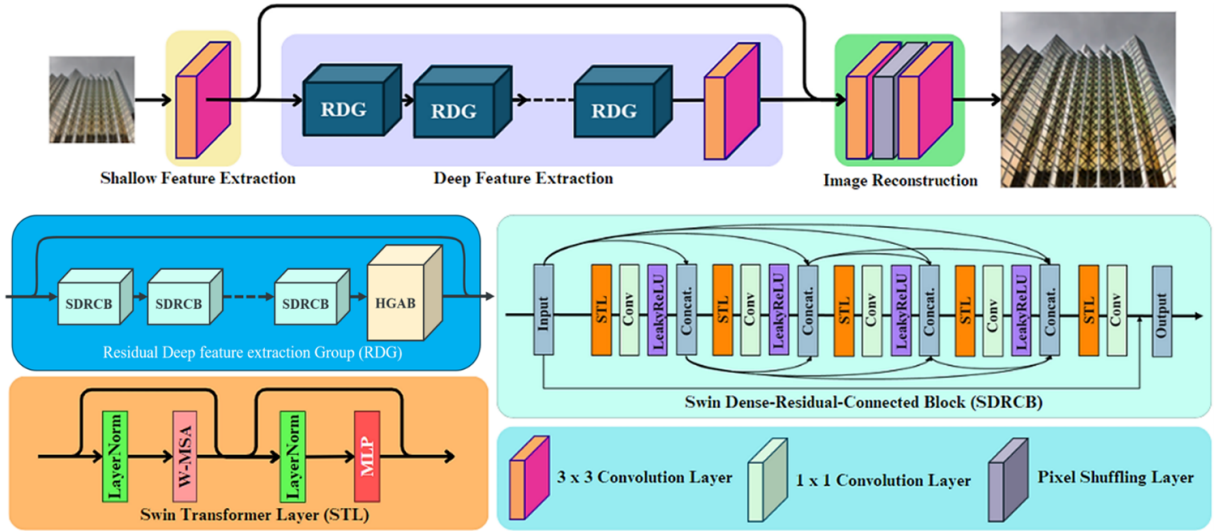 RDG
RDG
RDG
Shallow Feature Extraction
Deep Feature Extraction
Image Reconstruction
SDRCB
SDRCB
SDRCB
HGAB
Residual Deep feature extraction Group (RDG)
Input
STL
Conv
LeakyReLU
Concat.
STL
Conv
LeakyReLU
Concat.
STL
Conv
LeakyReLU
Concat.
STL
Conv
LeakyReLU
Concat.
STL
Conv
Output
Swin Dense-Residual-Connected Block (SDRCB)
LayerNorm
W-MSA
LayerNorm
MLP
Swin Transformer Layer (STL)
3 x 3 Convolution Layer
1 x 1 Convolution Layer
Pixel Shuffling Layer